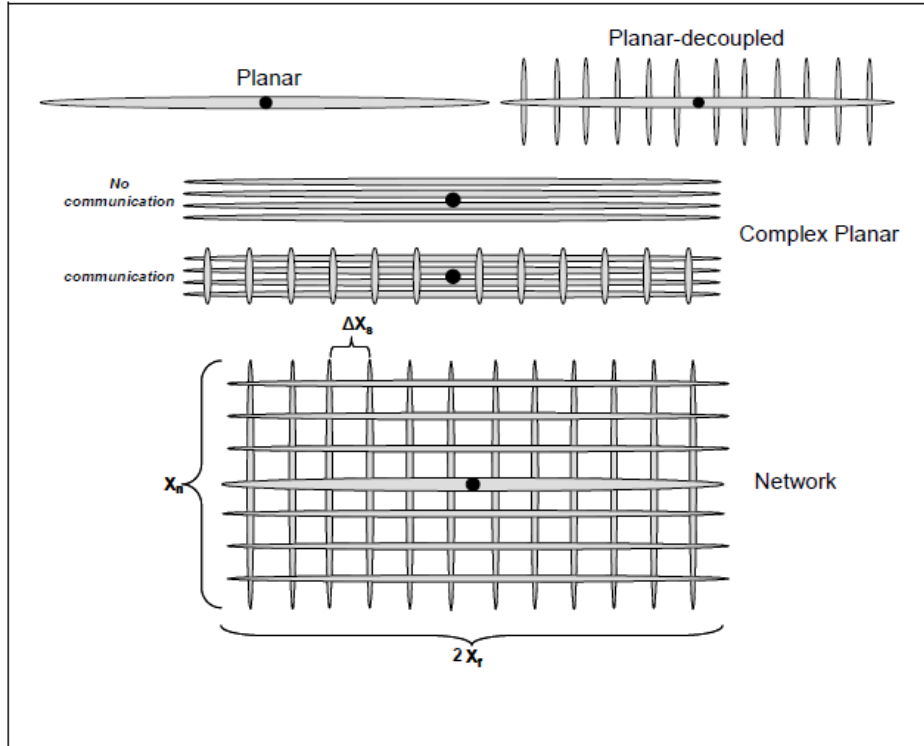 Planar-decoupled
Planar
No
communication
Complex Planar
communication
ΔXs
Xn
Network
2 Xf